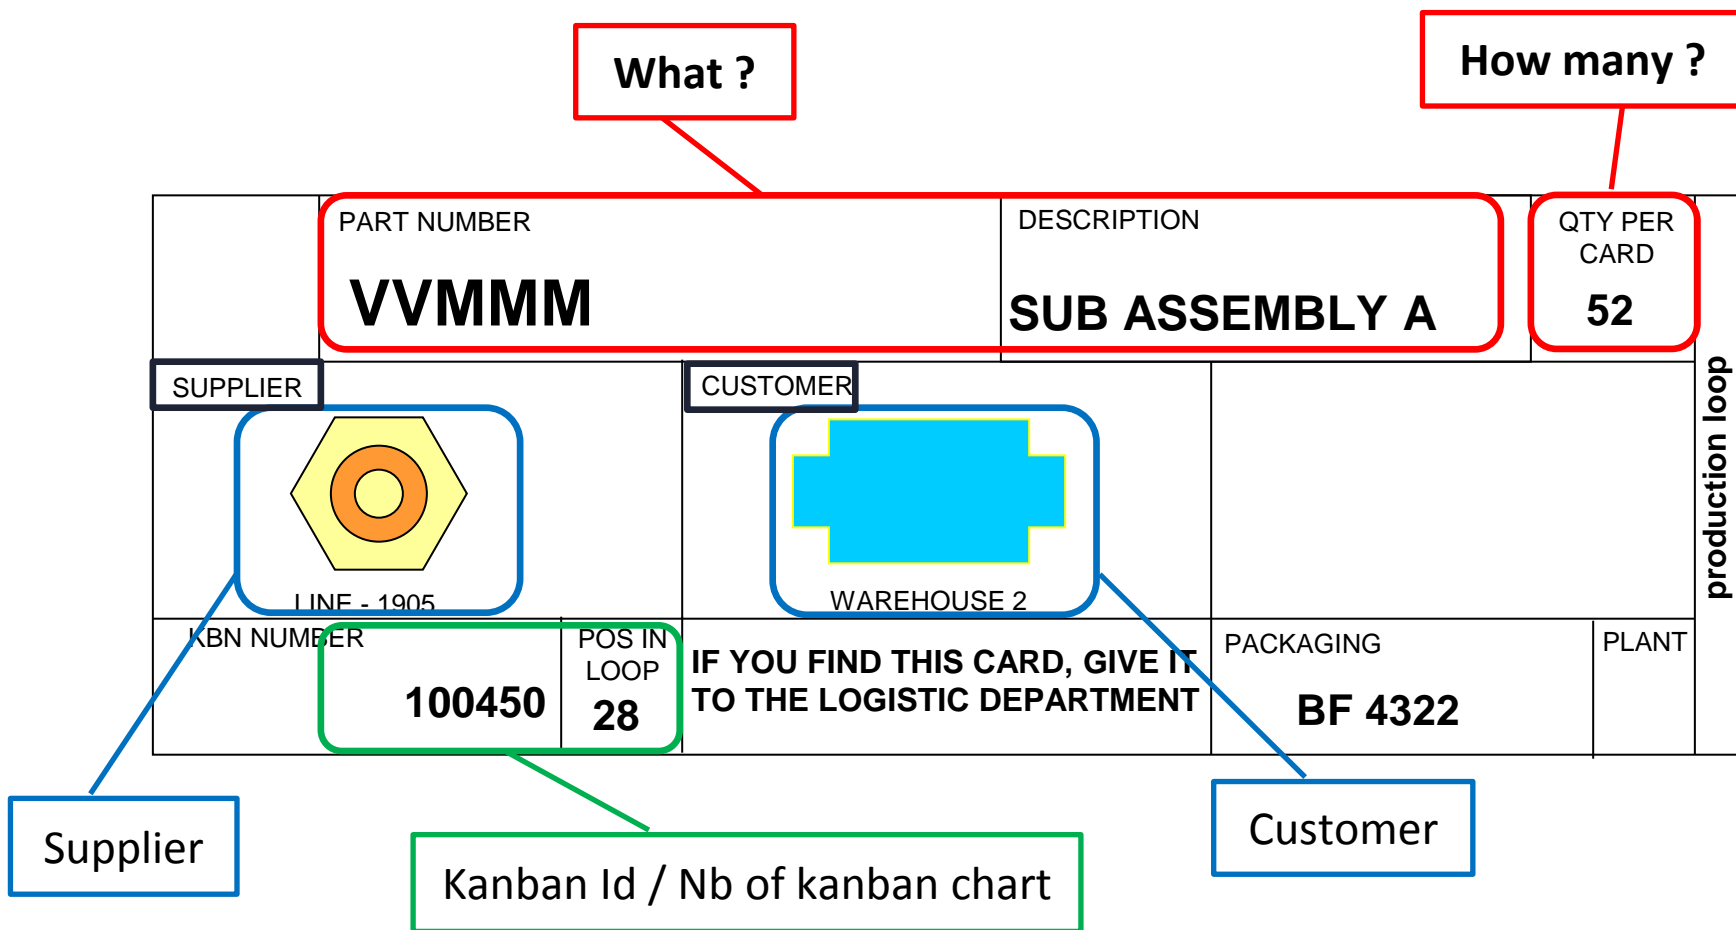 What ?
How many ?
PART NUMBER
DESCRIPTION
QTY PER
CARD
VVMMM
SUB ASSEMBLY A
52
SUPPLIER
CUSTOMER
production loop
LINE - 1905
WAREHOUSE 2
KBN NUMBER
POS IN
LOOP
IF YOU FIND THIS CARD, GIVE IT
TO THE LOGISTIC DEPARTMENT
PACKAGING
PLANT
100450
28
BF 4322
Supplier
Customer
Kanban Id / Nb of kanban chart